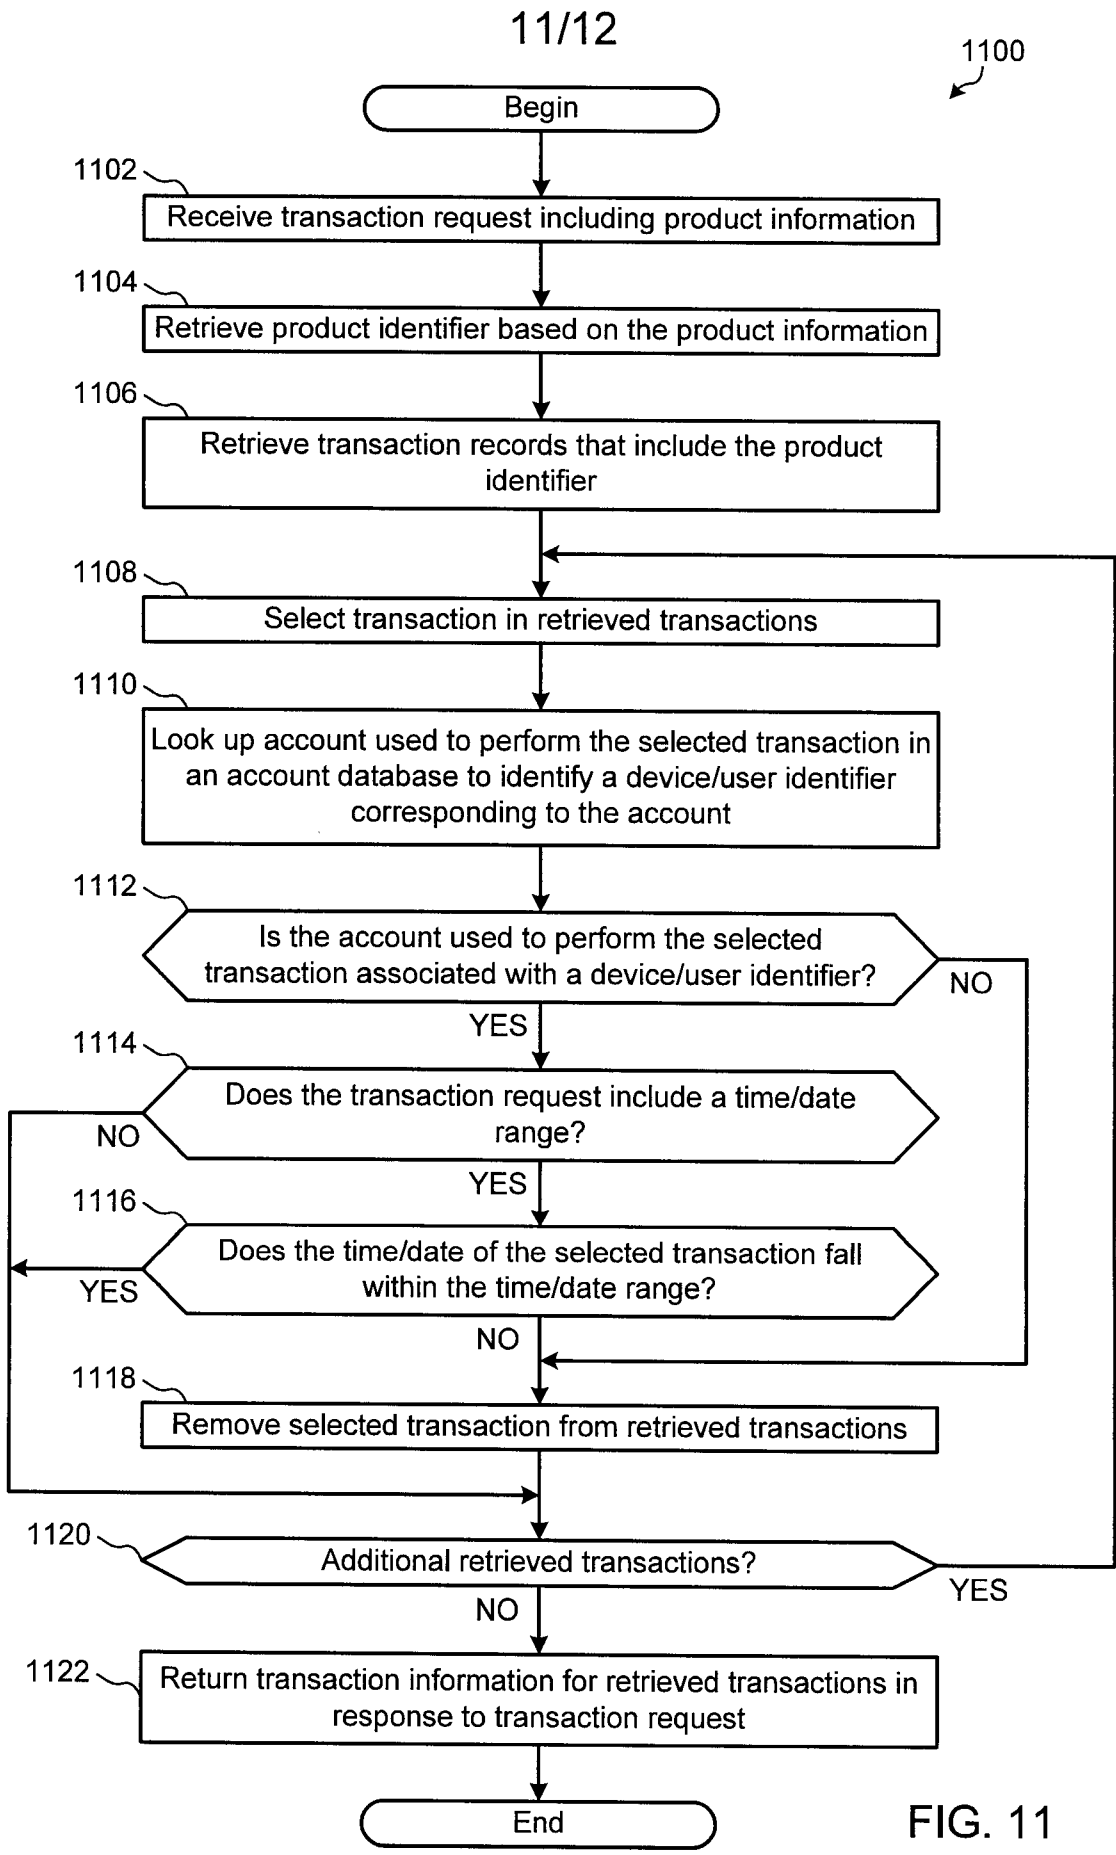 11/12
1100
Begin
1102
Receive transaction request including product information
1104
Retrieve product identifier based on the product information
1106
Retrieve transaction records that include the product
identifier
1108
Select transaction in retrieved transactions
1110
Look up account used to perform the selected transaction in
an account database to identify a device/user identifier
corresponding to the account
1112
Is the account used to perform the selected
transaction associated with a device/user identifier?
NO
YES
1114
Does the transaction request include a time/date
range?
NO
YES
1116
Does the time/date of the selected transaction fall
within the time/date range?
YES
NO
1118
Remove selected transaction from retrieved transactions
1120
Additional retrieved transactions?
YES
NO
1122
Return transaction information for retrieved transactions in
response to transaction request
End
FIG. 11